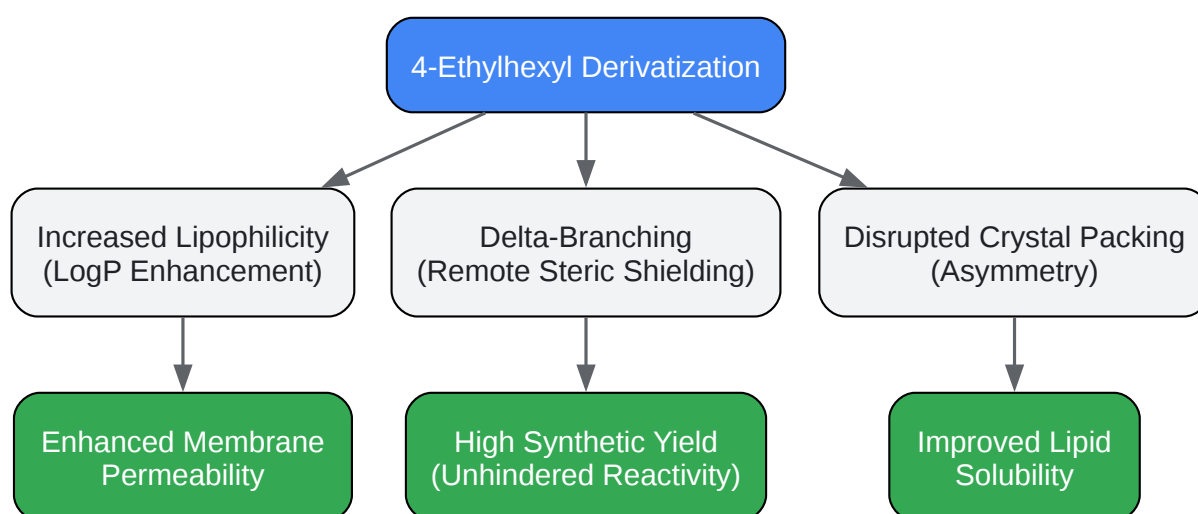 4-Ethylhexyl Derivatization
Increased Lipophilicity
(LogP Enhancement)
Delta-Branching
(Remote Steric Shielding)
Disrupted Crystal Packing
(Asymmetry)
Enhanced Membrane
Permeability
High Synthetic Yield
(Unhindered Reactivity)
Improved Lipid
Solubility